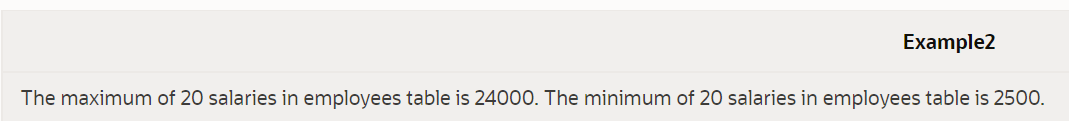 Example2
The maximum of 20 salaries in employees table is 24000. The minimum of 20 salaries in employees table is 2500.